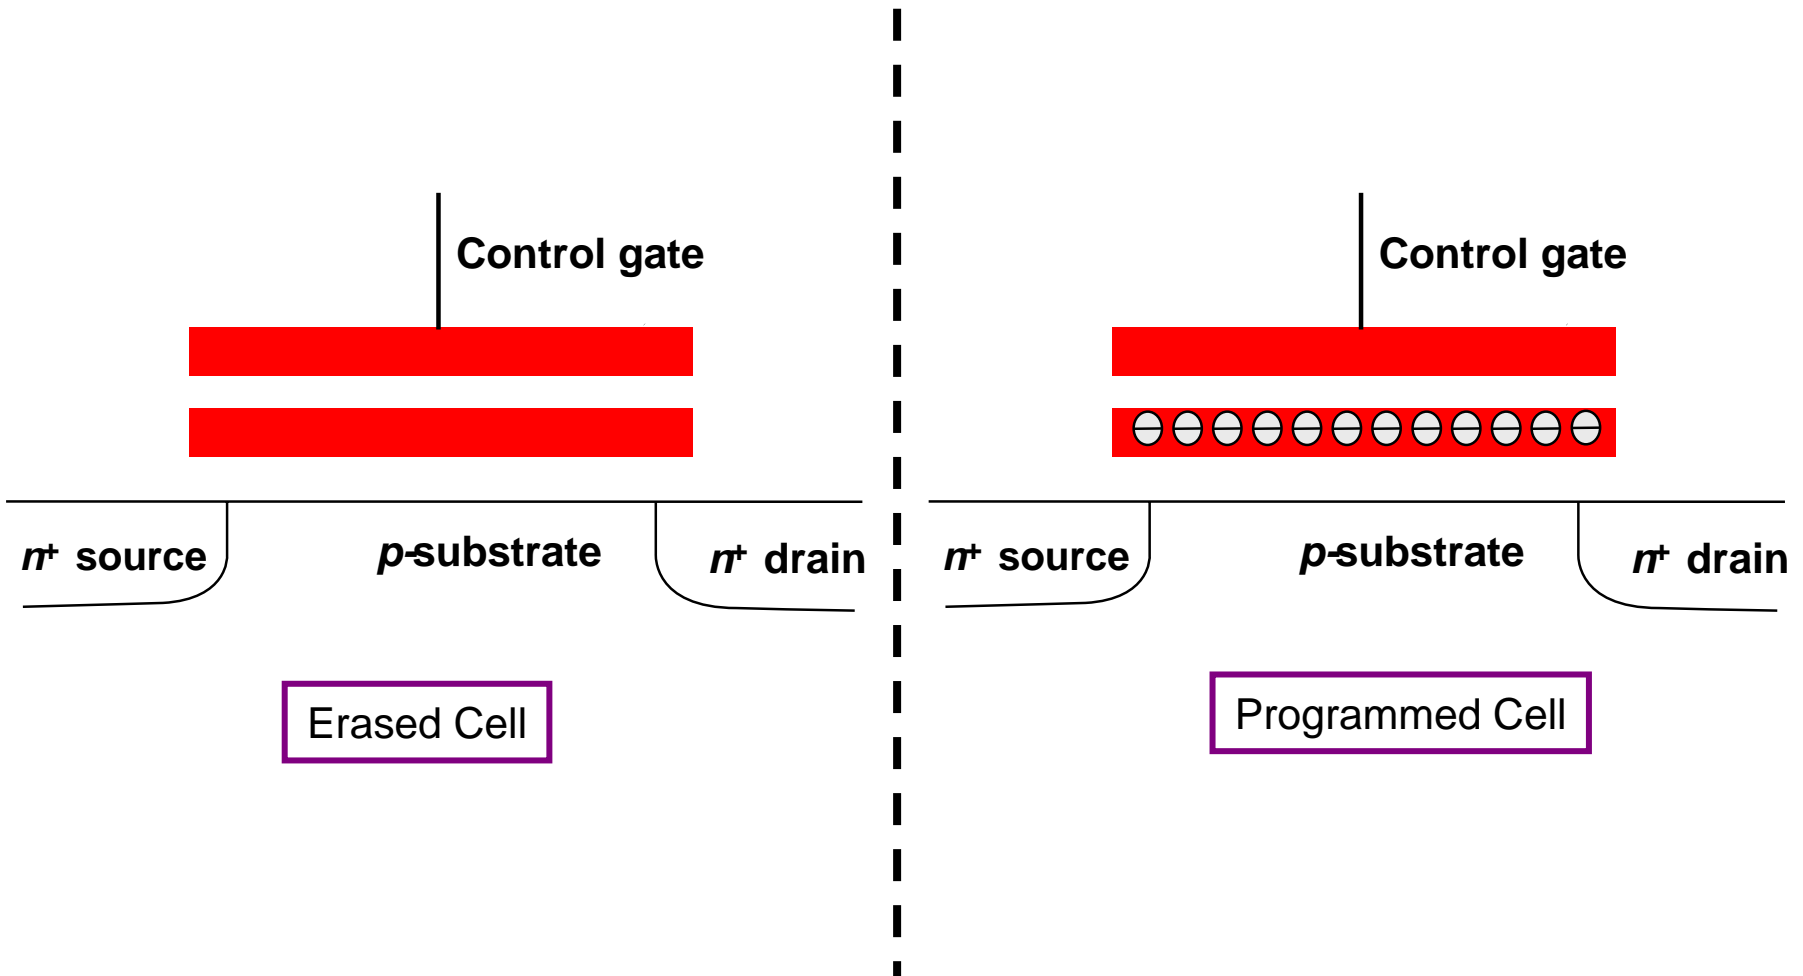 Control gate
n+ source
p-substrate
n+ drain
Erased Cell
Control gate
n+ source
p-substrate
n+ drain
Programmed Cell